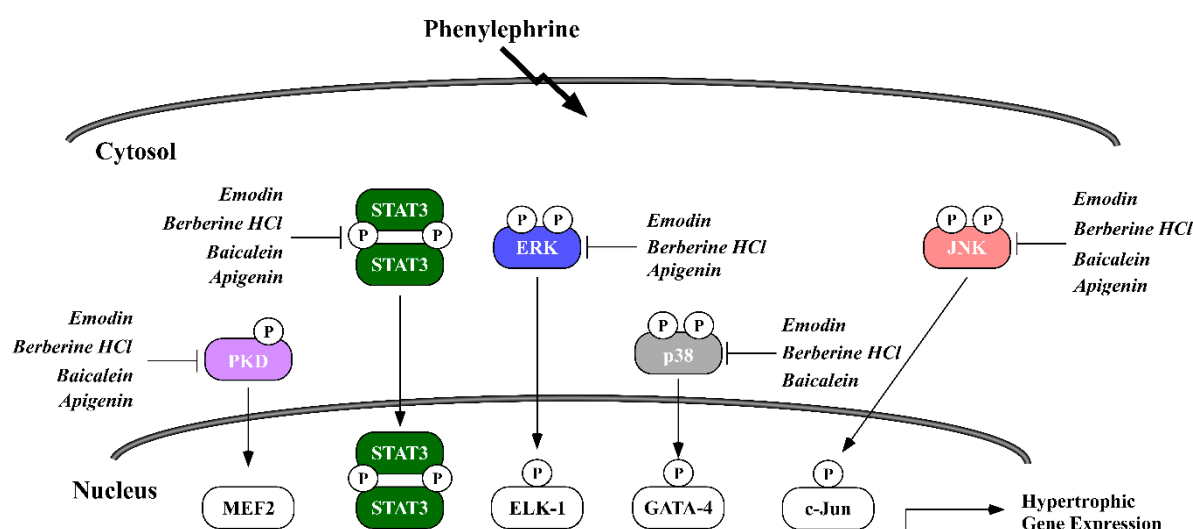 Phenylephrine
Cytosol
Emodin
Berberine HCl
Baicalein
Apigenin
STAT3
P P
STAT3
P P
ERK
Emodin
Berberine HCl
Apigenin
P P
JNK
Emodin
Berberine HCl
Baicalein
Apigenin
Emodin
Berberine HCl
Baicalein
Apigenin
P
PKD
P P
p38
Emodin
Berberine HCl
Baicalein
Nucleus
MEF2
STAT3
P P
STAT3
P
ELK-1
P
GATA-4
P
c-Jun
Hypertrophic
Gene Expression